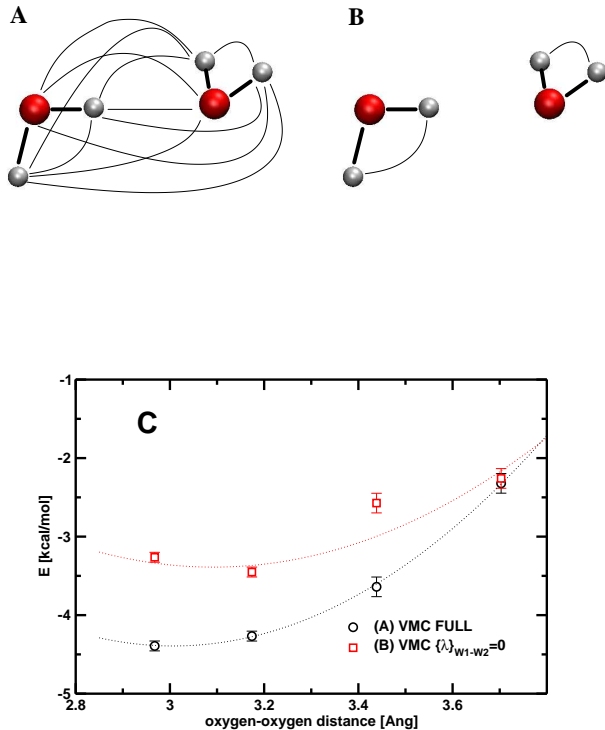 A
B
-1
-2
-3
-4
-5
E [kcal/mol]
C
(A) VMC FULL
(B) VMC {λ}W1-W2=0
2.8
3
3.2
3.4
3.6
oxygen-oxygen distance [Ang]